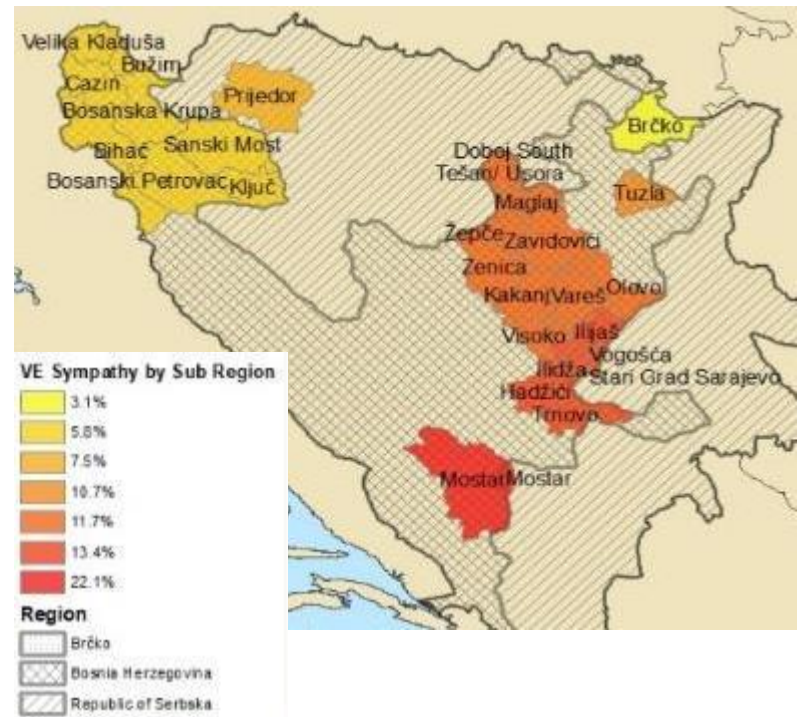 Velika Kladuša
Bužim
Cazin
Prijedor
Bosanska Krupa
Brčko
Bihać
Sanski Most
Doboj South
Tešanj/ Usora
Bosanski Petrovac
Ključ
Tuzla
Maglaj
Žepče
Zavidovići
Zenica
Olovo
Kakanj
Vareš
Visoko
Ilijaš
Vogošća
Ilidža
Stari Grad Sarajevo
Hadžići
Trnovo
Mostar
Mostar
VE Sympathy by Sub Region
3.1%
5.8%
7.5%
10.7%
11.7%
13.4%
22.1%
Region
Brčko
Bosnia Herzegovina
Republic of Serbska